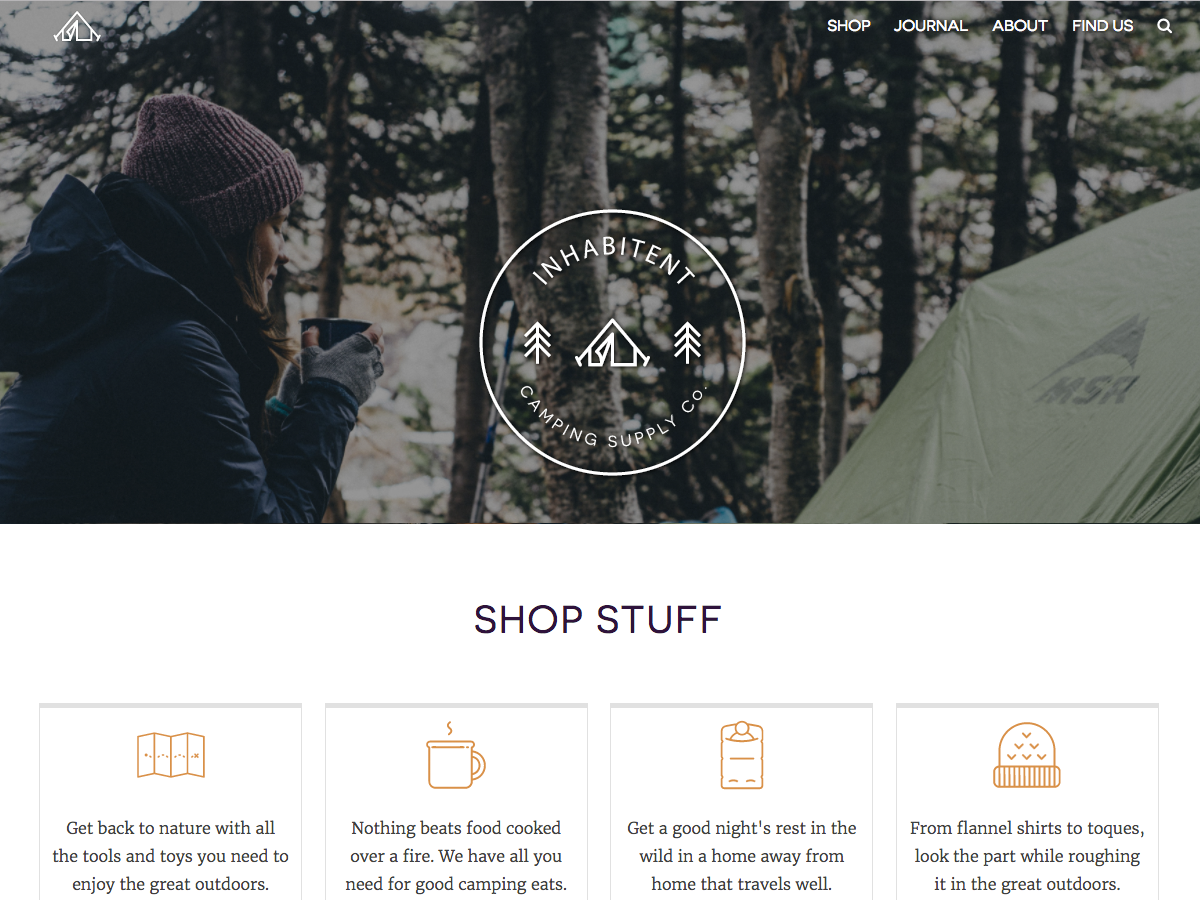 SHOP JOURNAL ABOUT FIND US
INHABITENT
CAMPING SUPPLY CO.
MSR
SHOP STUFF
Get back to nature with all
the tools and toys you need to
enjoy the great outdoors.
Nothing beats food cooked
over a fire. We have all you
need for good camping eats.
Get a good night's rest in the
wild in a home away from
home that travels well.
From flannel shirts to toques,
look the part while roughing
it in the great outdoors.